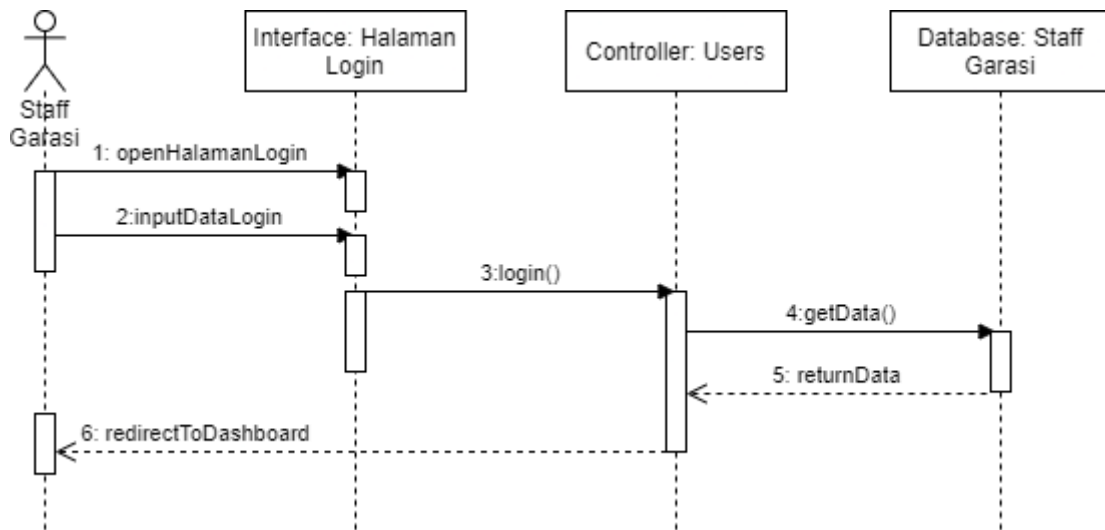 Interface: Halaman
Login
Controller: Users
Database: Staff
Garasi
Staff
Garasi
1: openHalamanLogin
2:inputDataLogin
3:login()
4:getData()
5: returnData
6: redirectToDashboard